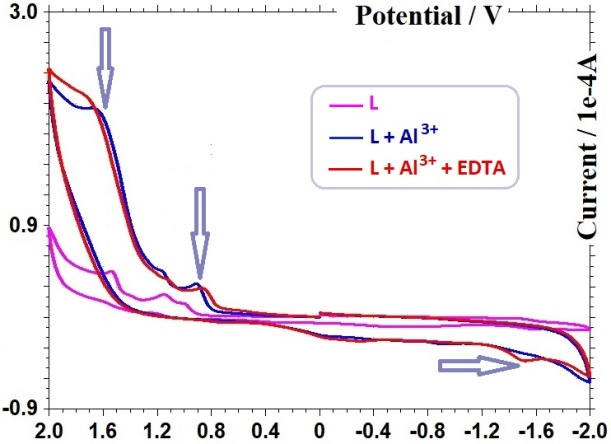 Potential / V
3.0
Current / 1e-4A
L
L + Al3+
L + Al3+ + EDTA
0.9
-0.9
2.0 1.6 1.2 0.8 0.4 0 -0.4 -0.8 -1.2 -1.6 -2.0